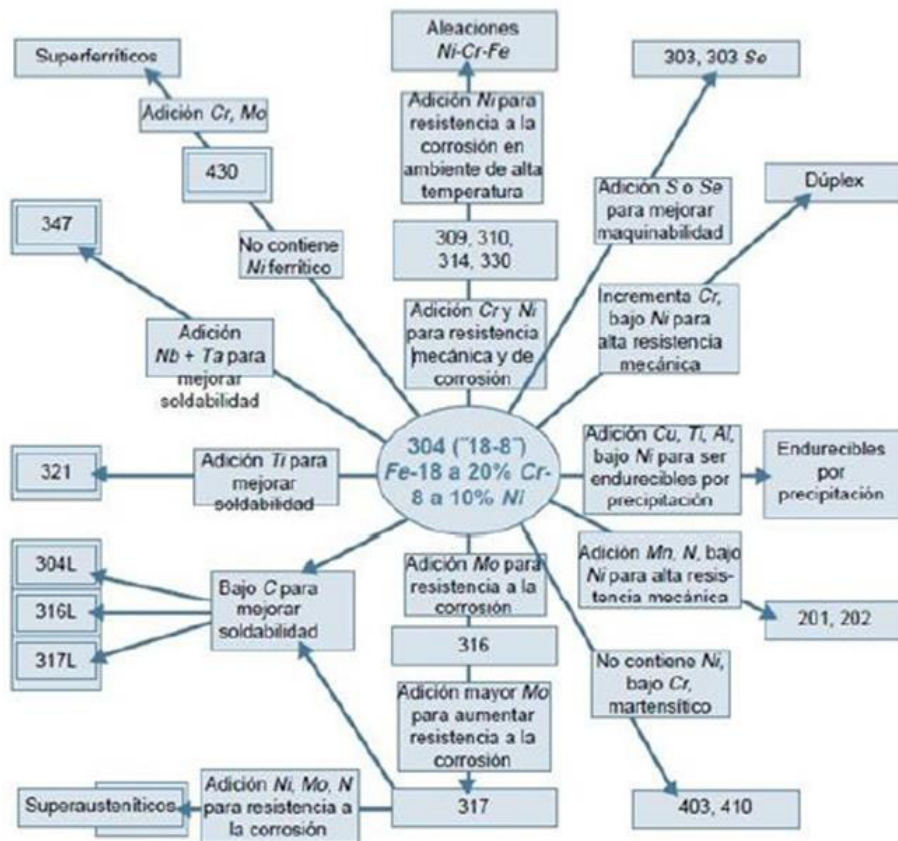 Superferríticos
Adición Cr, Mo
430
No contiene
Ni ferrítico
347
Adición
Nb + Ta para
mejorar
soldabilidad
Aleaciones
Ni-Cr-Fe
Adición Ni para
resistencia a la
corrosión en
ambiente de alta
temperatura
309, 310,
314, 330
Adición Cr y Ni
para resistencia
mecánica y de
corrosión
303, 303 Se
Adición S o Se
para mejorar
maquinabilidad
Dúplex
Incrementa Cr,
bajo Ni para
alta resistencia
mecánica
304 ("18-8")
Fe-18 a 20% Cr-
8 a 10% Ni
321
Adición Ti para
mejorar
soldabilidad
Adición Cu, Ti, Al,
bajo Ni para ser
endurecibles por
precipitación
Endurecibles
por
precipitación
304L
316L
317L
Bajo C para
mejorar
soldabilidad
Adición Mo para
resistencia a la
corrosión
316
Adición mayor Mo
para aumentar
resistencia a la
corrosión
317
Adición Mn, N, bajo
Ni para alta resis-
tencia mecánica
201, 202
No contiene Ni,
bajo Cr,
martensítico
403, 410
Superausteníticos
Adición Ni, Mo, N
para resistencia a
la corrosión